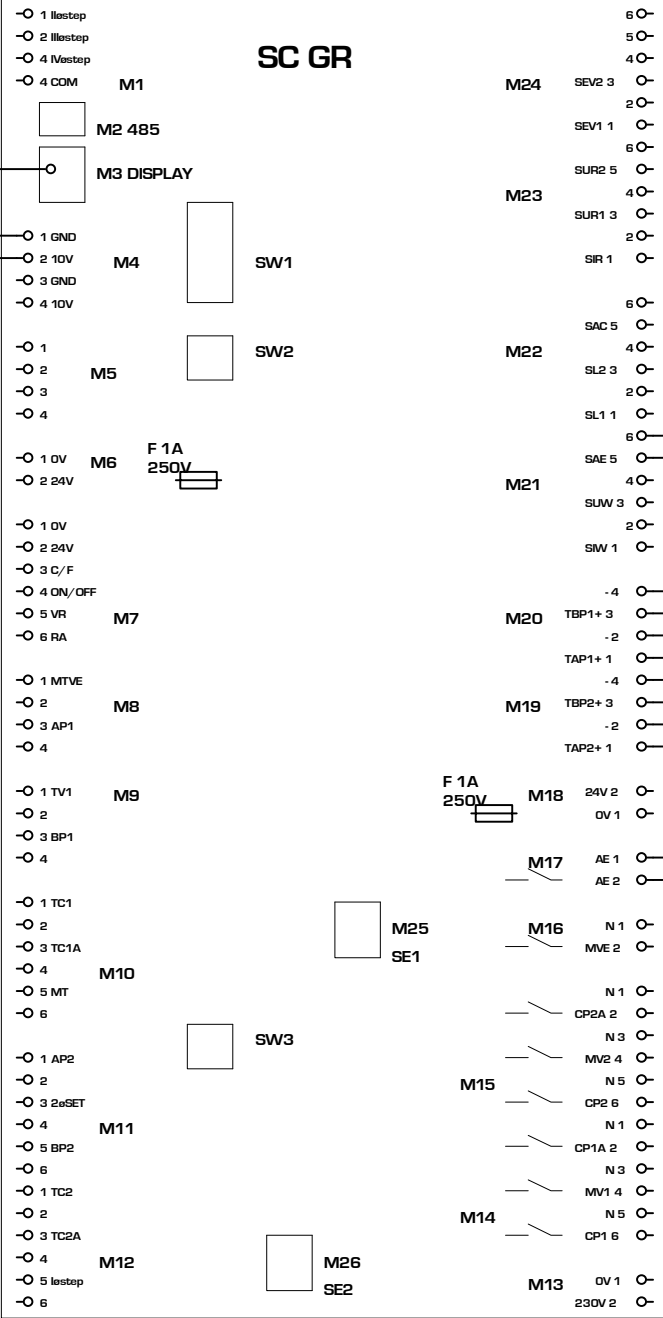 SC GR
1 Iløstep
2 IIIøstep
4 IVøstep
4 COM
M1
M2 485
M3 DISPLAY
1 GND
2 10V
3 GND
4 10V
M4
SW1
1
2
3
4
M5
SW2
1 0V
2 24V
M6
F 1A
250V
1 0V
2 24V
3 C/F
4 ON/OFF
5 VR
6 RA
M7
1 MTVE
2
3 AP1
4
M8
1 TV1
2
3 BP1
4
M9
1 TC1
2
3 TC1A
4
5 MT
6
M10
M25
SE1
SW3
1 AP2
2
3 2øSET
4
5 BP2
6
M11
1 TC2
2
3 TC2A
4
5 Iøstep
6
M12
M26
SE2
6
5
4
M24
SEV2 3
2
SEV1 1
6
SUR2 5
M23
4
SUR1 3
2
SIR 1
6
SAC 5
M22
4
SL2 3
2
SL1 1
6
SAE 5
M21
4
SUW 3
2
SIW 1
- 4
M20
TBP1+ 3
- 2
TAP1+ 1
- 4
M19
TBP2+ 3
- 2
TAP2+ 1
F 1A
250V
M18
24V 2
0V 1
M17
AE 1
AE 2
M16
N 1
MVE 2
N 1
CP2A 2
N 3
MV2 4
M15
N 5
CP2 6
N 1
CP1A 2
N 3
MV1 4
M14
N 5
CP1 6
M13
0V 1
230V 2